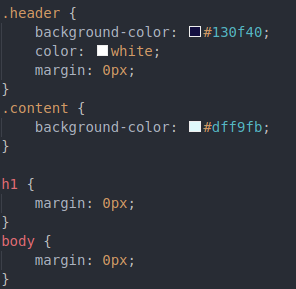 .header {
    background-color: #130f40;
    color: white;
    margin: 0px;
}
.content {
    background-color: #dff9fb;
}

h1 {
    margin: 0px;
}
body {
    margin: 0px;
}